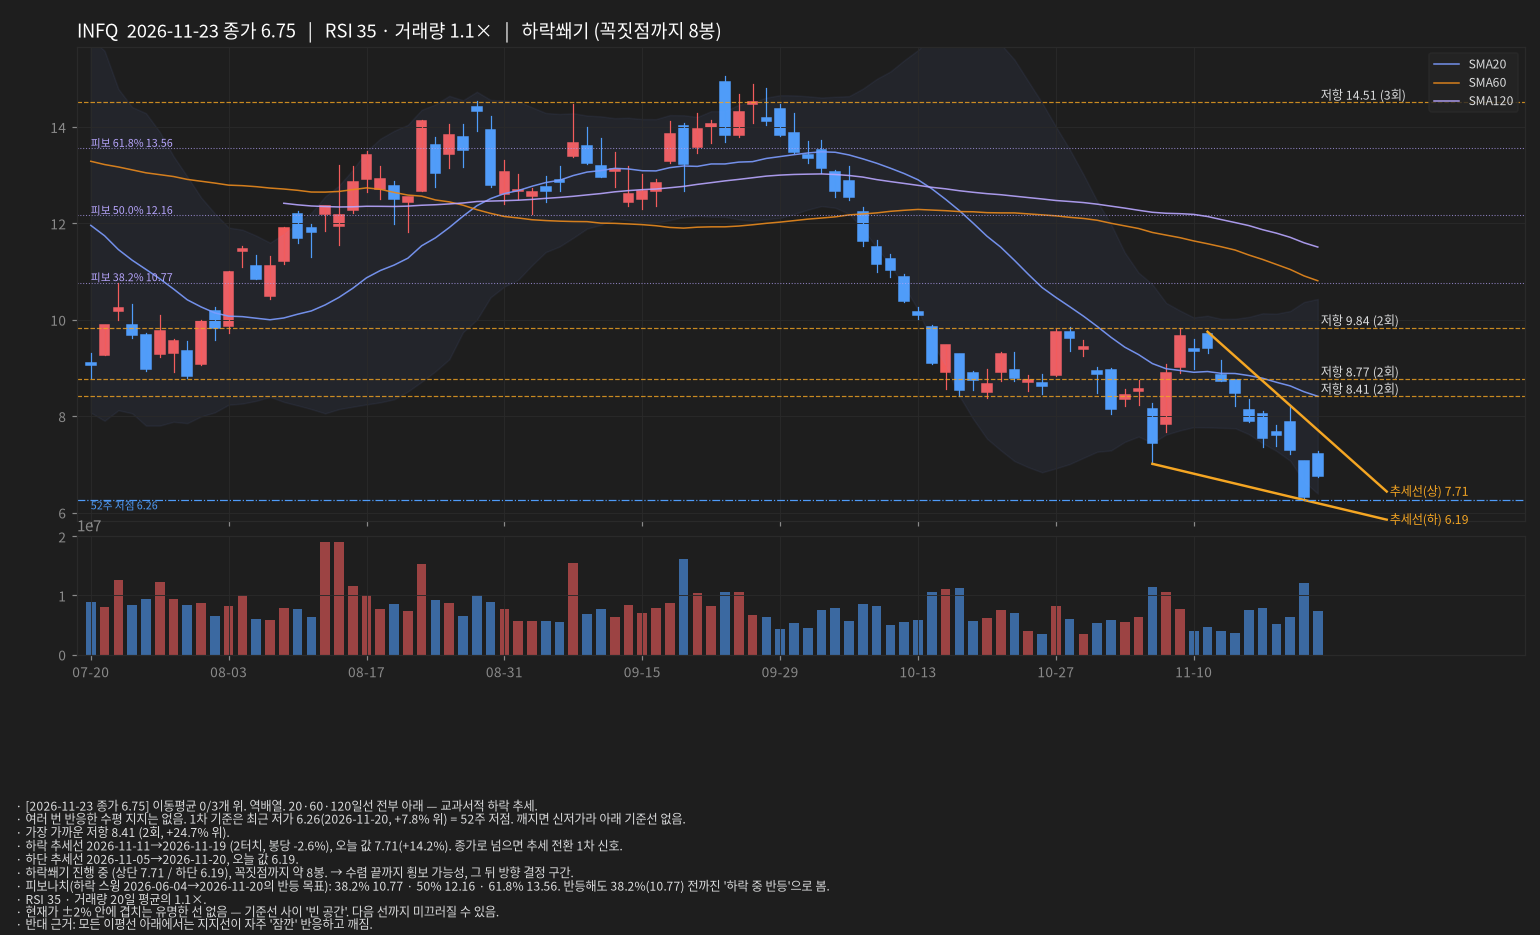 INFQ 2026-11-23 종가 6.75 | RSI 35 · 거래량 1.1× | 하락쐐기 (꼭짓점까지 8봉)
SMA20
SMA60
SMA120
저항 14.51 (3회)
14
피보 61.8% 13.56
피보 50.0% 12.16
12
피보 38.2% 10.77
10
저항 9.84 (2회)
저항 8.77 (2회)
저항 8.41 (2회)
8
추세선(상) 7.71
52주 저점 6.26
6
추세선(하) 6.19
1e7
2
1
0
07-20
08-03
08-17
08-31
09-15
09-29
10-13
10-27
11-10
· [2026-11-23 종가 6.75] 이동평균 0/3개 위. 역배열. 20·60·120일선 전부 아래 — 교과서적 하락 추세.
· 여러 번 반응한 수평 지지는 없음. 1차 기준은 최근 저가 6.26(2026-11-20, +7.8% 위) = 52주 저점. 깨지면 신저가라 아래 기준선 없음.
· 가장 가까운 저항 8.41 (2회, +24.7% 위).
· 하락 추세선 2026-11-11→2026-11-19 (2터치, 봉당 -2.6%), 오늘 값 7.71(+14.2%). 종가로 넘으면 추세 전환 1차 신호.
· 하단 추세선 2026-11-05→2026-11-20, 오늘 값 6.19.
· 하락쐐기 진행 중 (상단 7.71 / 하단 6.19), 꼭짓점까지 약 8봉. → 수렴 끝까지 횡보 가능성, 그 뒤 방향 결정 구간.
· 피보나치(하락 스윙 2026-06-04→2026-11-20의 반등 목표): 38.2% 10.77 · 50% 12.16 · 61.8% 13.56. 반등해도 38.2%(10.77) 전까진 '하락 중 반등'으로 봄.
· RSI 35 · 거래량 20일 평균의 1.1×.
· 현재가 ±2% 안에 겹치는 유명한 선 없음 — 기준선 사이 '빈 공간'. 다음 선까지 미끄러질 수 있음.
· 반대 근거: 모든 이평선 아래에서는 지지선이 자주 '잠깐' 반응하고 깨짐.